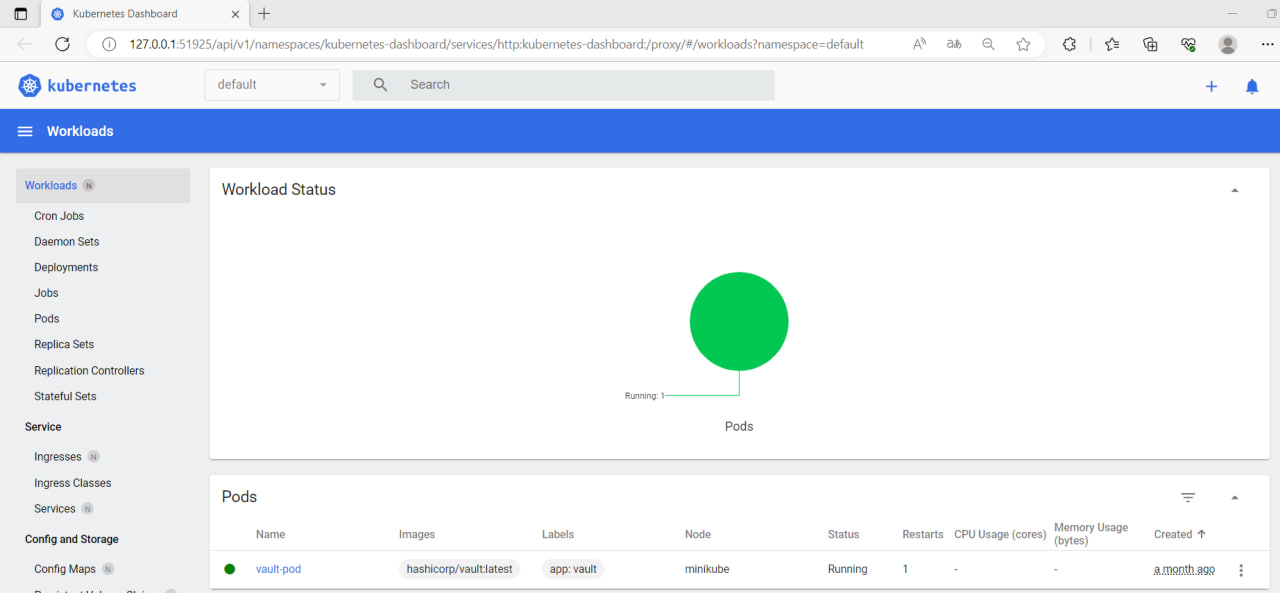 Kubernetes Dashboard
127.0.0.1:51925/api/v1/namespaces/kubernetes-dashboard/services/http:kubernetes-dashboard:/proxy/#/workloads?namespace=default
kubernetes
default
Search
Workloads
Workloads N
Cron Jobs
Daemon Sets
Deployments
Jobs
Pods
Replica Sets
Replication Controllers
Stateful Sets
Service
Ingresses N
Ingress Classes
Services N
Config and Storage
Config Maps N
Workload Status
Running: 1
Pods
Pods
Name Images Labels Node Status Restarts CPU Usage (cores) Memory Usage (bytes) Created
vault-pod hashicorp/vault:latest app: vault minikube Running 1 - - a month ago